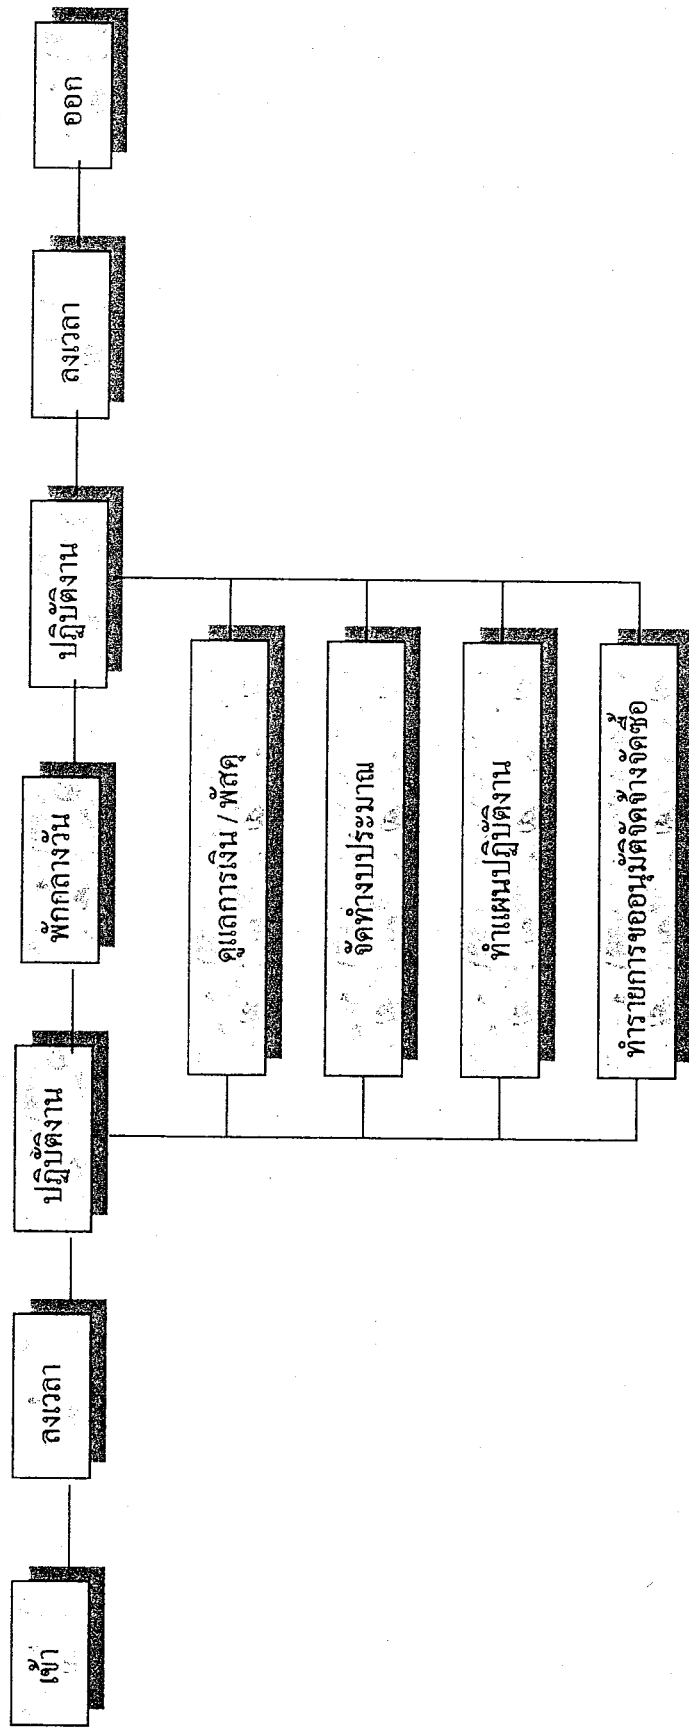 เข้า
ลงเวลา
ปฏิบัติงาน
พักกลางวัน
ปฏิบัติงาน
ลงเวลา
ออก
ดูแลการเงิน / พัสดุ
จัดทำงบประมาณ
ทำแผนปฏิบัติงาน
ทำรายการขออนุมัติจัดจ้างจัดซื้อ